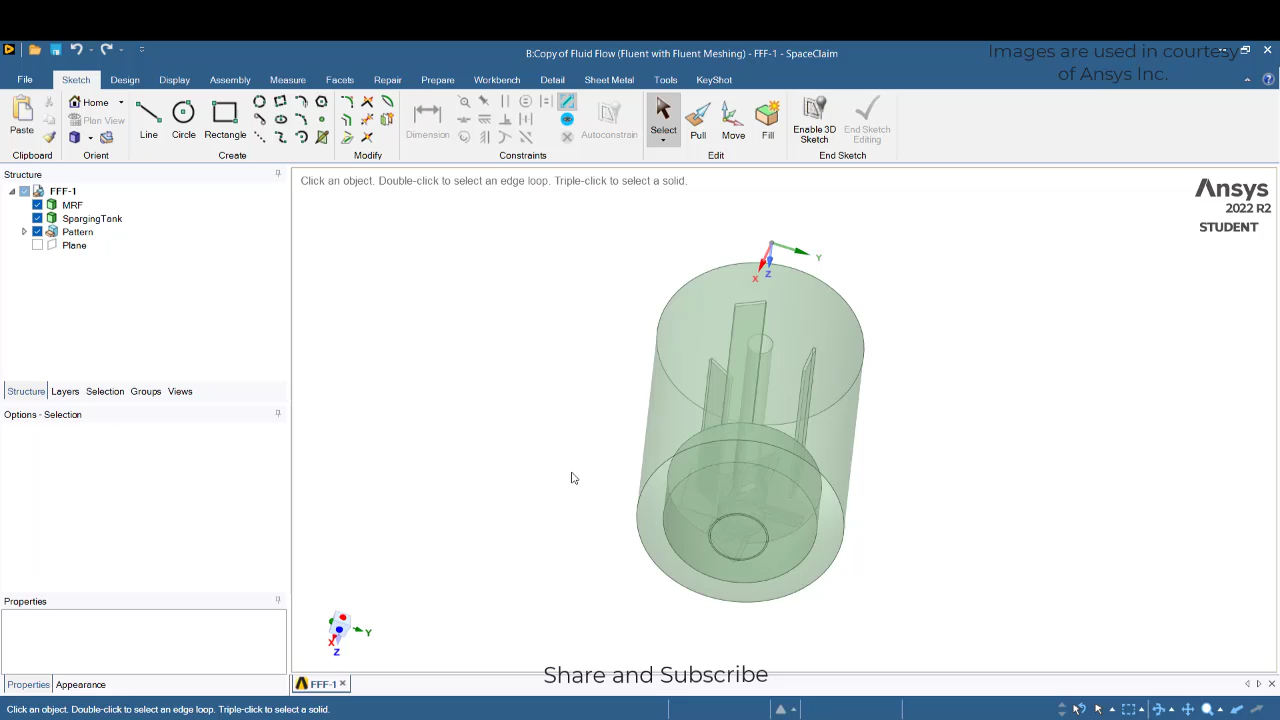 B:Copy of Fluid Flow (Fluent with Fluent Meshing) - FFF-1 - SpaceClaim
Images are used in courtesy
of Ansys Inc.
File Sketch Design Display Assembly Measure Facets Repair Prepare Workbench Detail Sheet Metal Tools KeyShot
Paste
Home
Plan View
Line
Circle
Rectangle
Dimension
Autoconstrain
Select
Pull
Move
Fill
Enable 3D
Sketch
End Sketch
Editing
Clipboard Orient Create Modify Constraints Edit End Sketch
Structure
FFF-1
MRF
SpargingTank
Pattern
Plane
Click an object. Double-click to select an edge loop. Triple-click to select a solid.
Ansys
2022 R2
STUDENT
Y
X
Z
Structure Layers Selection Groups Views
Options - Selection
Properties
X
Y
Z
Share and Subscribe
Properties Appearance
FFF-1
Click an object. Double-click to select an edge loop. Triple-click to select a solid.